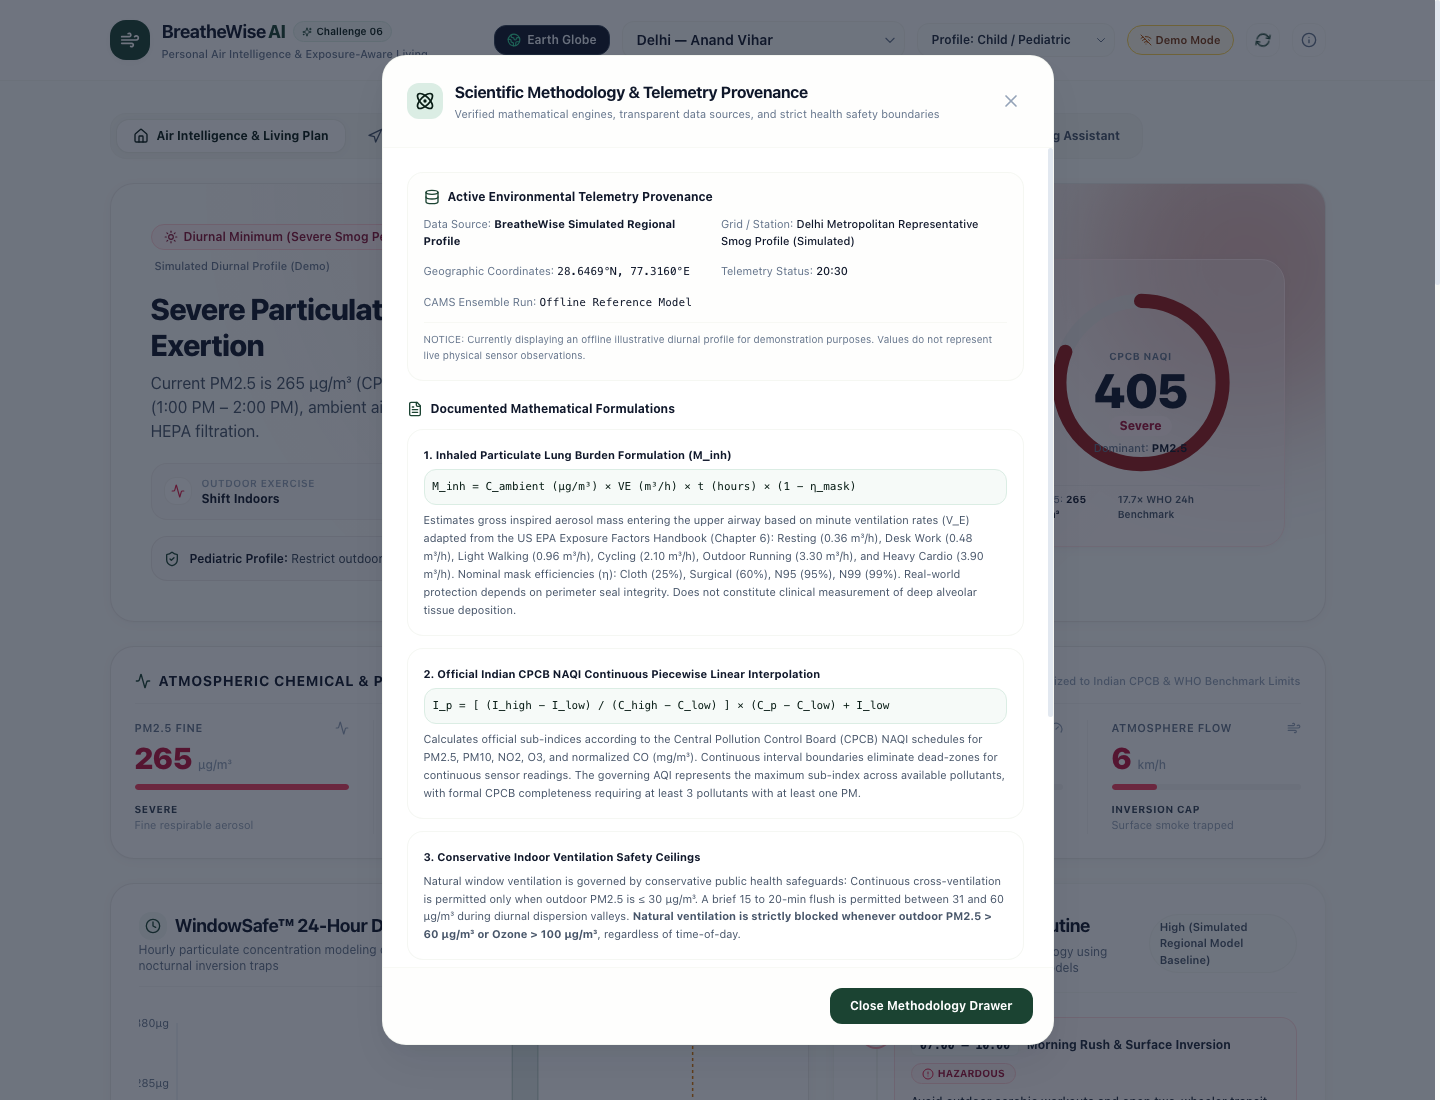 BreatheWise AI
Challenge 06
Personal Air Intelligence & Exposure-Aware Living
Earth Globe
Delhi — Anand Vihar
Profile: Child / Pediatric
Demo Mode
Scientific Methodology & Telemetry Provenance
Verified mathematical engines, transparent data sources, and strict health safety boundaries
Air Intelligence & Living Plan
g Assistant
Active Environmental Telemetry Provenance
Data Source: BreatheWise Simulated Regional
Profile
Grid / Station: Delhi Metropolitan Representative
Smog Profile (Simulated)
Geographic Coordinates: 28.6469°N, 77.3160°E
Telemetry Status: 20:30
CAMS Ensemble Run: Offline Reference Model
NOTICE: Currently displaying an offline illustrative diurnal profile for demonstration purposes. Values do not represent
live physical sensor observations.
Documented Mathematical Formulations
1. Inhaled Particulate Lung Burden Formulation (M_inh)
M_inh = C_ambient (μg/m³) × VE (m³/h) × t (hours) × (1 − η_mask)
Estimates gross inspired aerosol mass entering the upper airway based on minute ventilation rates (V_E)
adapted from the US EPA Exposure Factors Handbook (Chapter 6): Resting (0.36 m³/h), Desk Work (0.48
m³/h), Light Walking (0.96 m³/h), Cycling (2.10 m³/h), Outdoor Running (3.30 m³/h), and Heavy Cardio (3.90
m³/h). Nominal mask efficiencies (η): Cloth (25%), Surgical (60%), N95 (95%), N99 (99%). Real-world
protection depends on perimeter seal integrity. Does not constitute clinical measurement of deep alveolar
tissue deposition.
2. Official Indian CPCB NAQI Continuous Piecewise Linear Interpolation
I_p = [ (I_high − I_low) / (C_high − C_low) ] × (C_p − C_low) + I_low
Calculates official sub-indices according to the Central Pollution Control Board (CPCB) NAQI schedules for
PM2.5, PM10, NO2, O3, and normalized CO (mg/m³). Continuous interval boundaries eliminate dead-zones for
continuous sensor readings. The governing AQI represents the maximum sub-index across available pollutants,
with formal CPCB completeness requiring at least 3 pollutants with at least one PM.
3. Conservative Indoor Ventilation Safety Ceilings
Natural window ventilation is governed by conservative public health safeguards: Continuous cross-ventilation
is permitted only when outdoor PM2.5 is ≤ 30 μg/m³. A brief 15 to 20-min flush is permitted between 31 and 60
μg/m³ during diurnal dispersion valleys. Natural ventilation is strictly blocked whenever outdoor PM2.5 >
60 μg/m³ or Ozone > 100 μg/m³, regardless of time-of-day.
Close Methodology Drawer
Diurnal Minimum (Severe Smog Pe
Simulated Diurnal Profile (Demo)
Severe Particulat
Exertion
Current PM2.5 is 265 μg/m³ (CP
(1:00 PM – 2:00 PM), ambient ai
HEPA filtration.
OUTDOOR EXERCISE
Shift Indoors
Pediatric Profile: Restrict outdoor
CPCB NAQI
405
Severe
Dominant: PM2.5
5: 265
17.7× WHO 24h
Benchmark
ATMOSPHERIC CHEMICAL & P
ized to Indian CPCB & WHO Benchmark Limits
PM2.5 FINE
265 μg/m³
SEVERE
Fine respirable aerosol
ATMOSPHERE FLOW
6 km/h
INVERSION CAP
Surface smoke trapped
WindowSafe™ 24-Hour D
Hourly particulate concentration modeling
nocturnal inversion traps
380μg
285μg
utine
ogy using
dels
High (Simulated
Regional Model
Baseline)
07:00 – 10:00 Morning Rush & Surface Inversion
HAZARDOUS